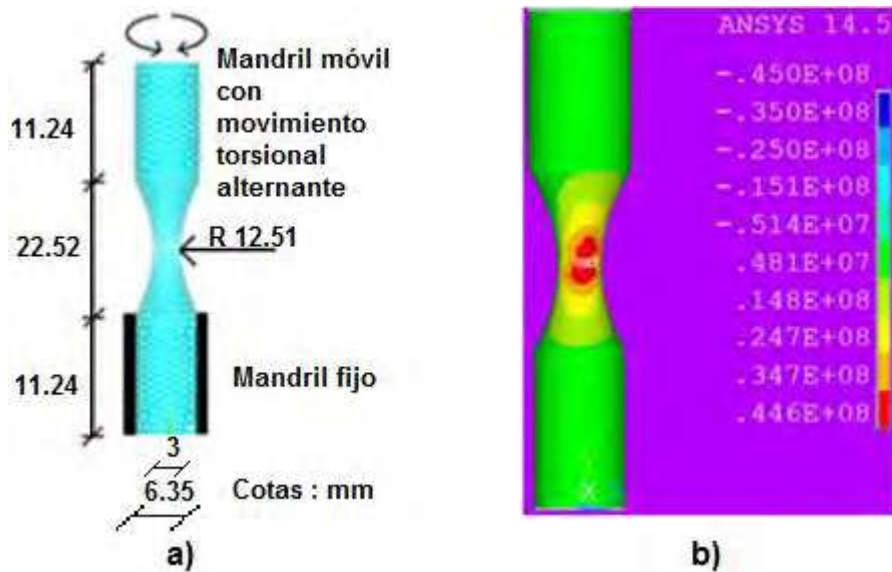 Mandril móvil
con
movimiento
torsional
alternante
11.24
22.52
R 12.51
11.24
Mandril fijo
3
6.35
Cotas : mm
a)
ANSYS 14.5
-.450E+08
-.350E+08
-.250E+08
-.151E+08
-.514E+07
.481E+07
.148E+08
.247E+08
.347E+08
.446E+08
X
b)